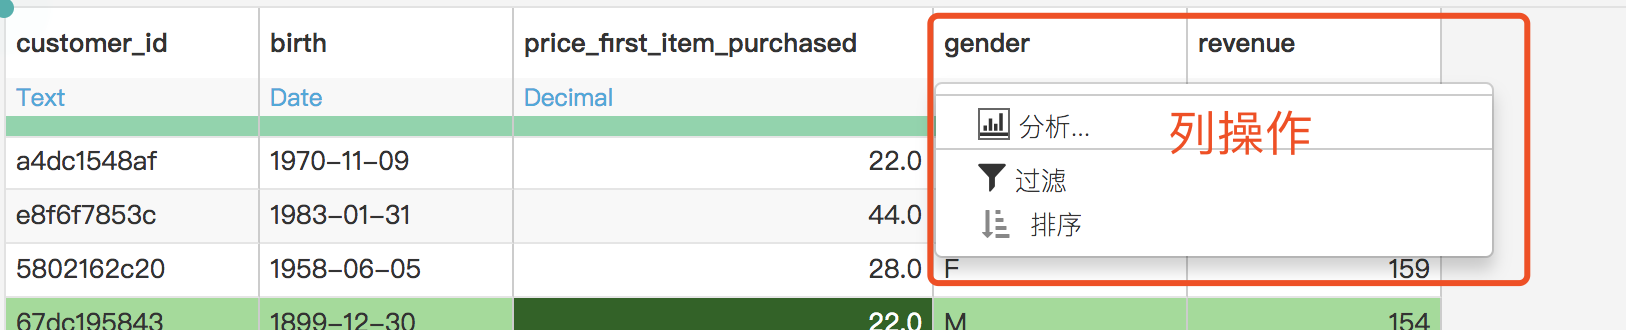 customer_id birth price_first_item_purchased gender revenue
Text Date Decimal
分析...
列操作
a4dc1548af 1970-11-09 22.0
过滤
e8f6f7853c 1983-01-31 44.0
排序
5802162c20 1958-06-05 28.0 F 159
67dc195843 1899-12-30 22.0 M 154